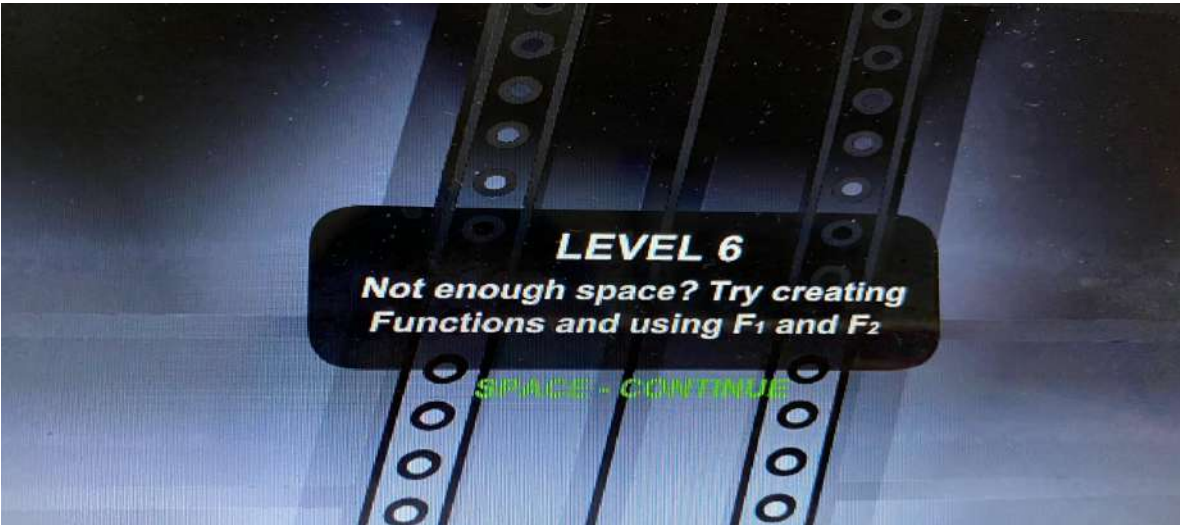 LEVEL 6
Not enough space? Try creating
Functions and using F₁ and F₂
SPACE - CONTINUE